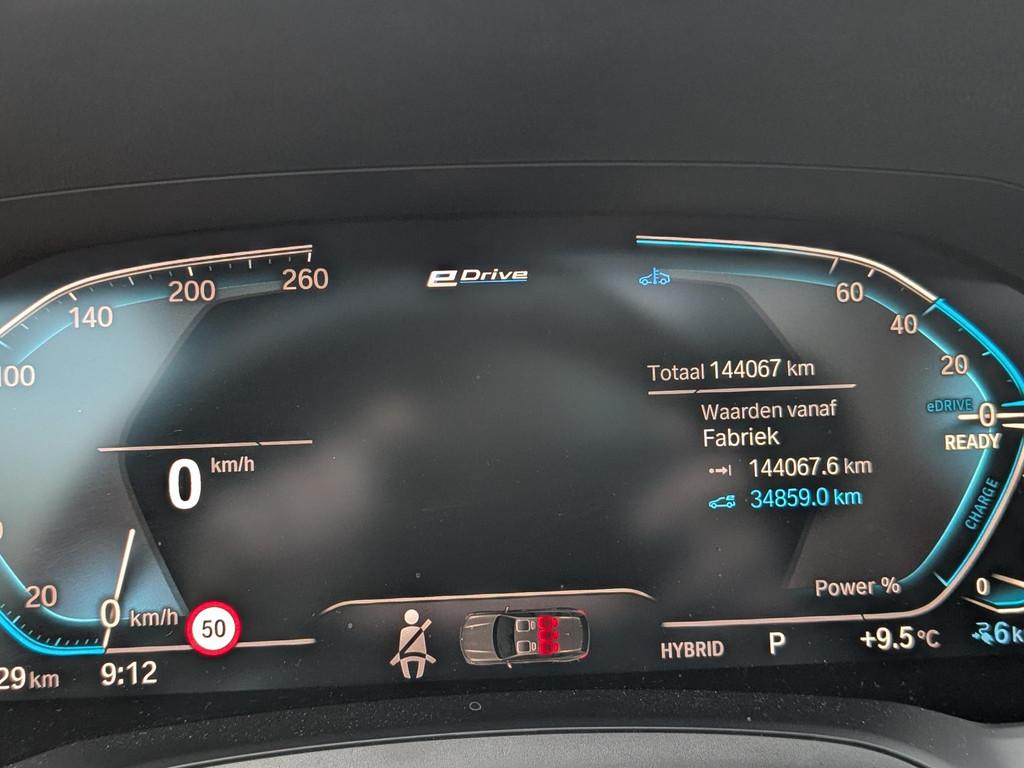 eDrive
260
200
140
100
60
40
20
Totaal 144067 km
Waarden vanaf
Fabriek
144067.6 km
34859.0 km
eDRIVE
0
READY
CHARGE
Power %
0
0 km/h
20
0 km/h
50
HYBRID
P
+9.5 °C
9:12
29 km
6 k